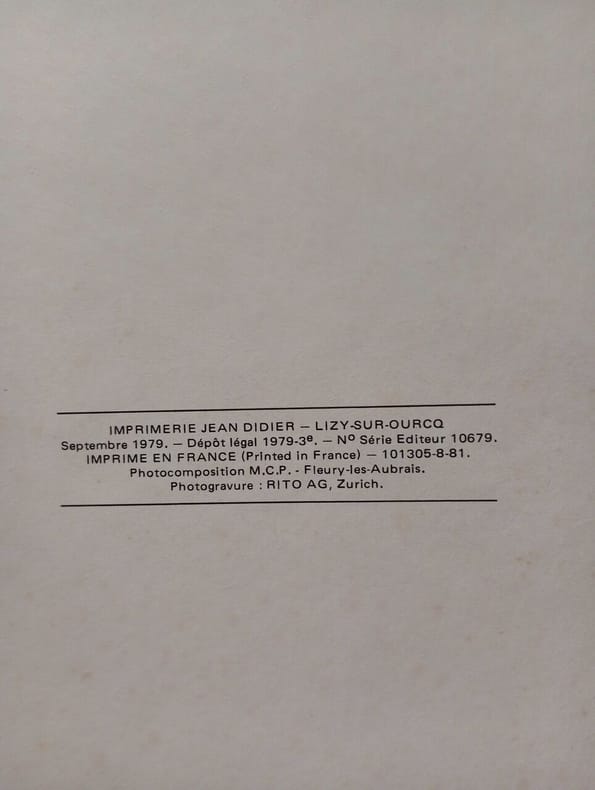 IMPRIMERIE JEAN DIDIER – LIZY-SUR-OURCQ
Septembre 1979. – Dépôt légal 1979-3ᵉ. – Nº Série Editeur 10679.
IMPRIME EN FRANCE (Printed in France) – 101305-8-81.
Photocomposition M.C.P. - Fleury-les-Aubrais.
Photogravure : RITO AG, Zurich.